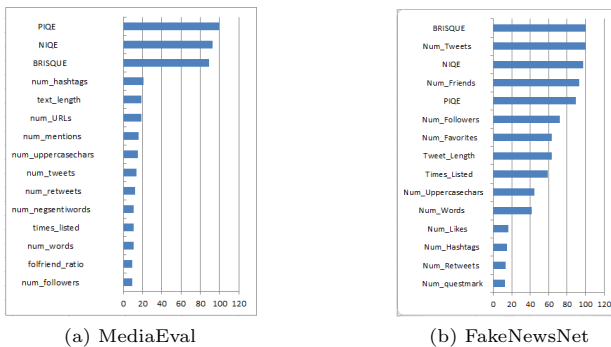 PIQE
NIQE
BRISQUE
num_hashtags
text_length
num_URLs
num_mentions
num_uppercasechars
num_tweets
num_retweets
num_negsentiwords
times_listed
num_words
folfriend_ratio
num_followers
0 20 40 60 80 100 120
(a) MediaEval
BRISQUE
Num_Tweets
NIQE
Num_Friends
PIQE
Num_Followers
Num_Favorites
Tweet_Length
Times_Listed
Num_Uppercasechars
Num_Words
Num_Likes
Num_Hashtags
Num_Retweets
Num_questmark
0 20 40 60 80 100 120
(b) FakeNewsNet